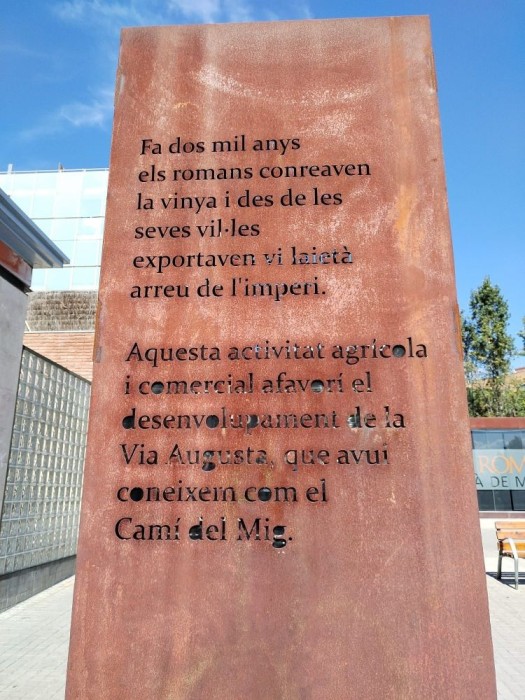 Fa dos mil anys
els romans conreaven
la vinya i des de les
seves vil·les
exportaven vi laietà
arreu de l'imperi.
Aquesta activitat agrícola
i comercial afavorí el
desenvolupament de la
Via Augusta, que avui
coneixem com el
Camí del Mig.